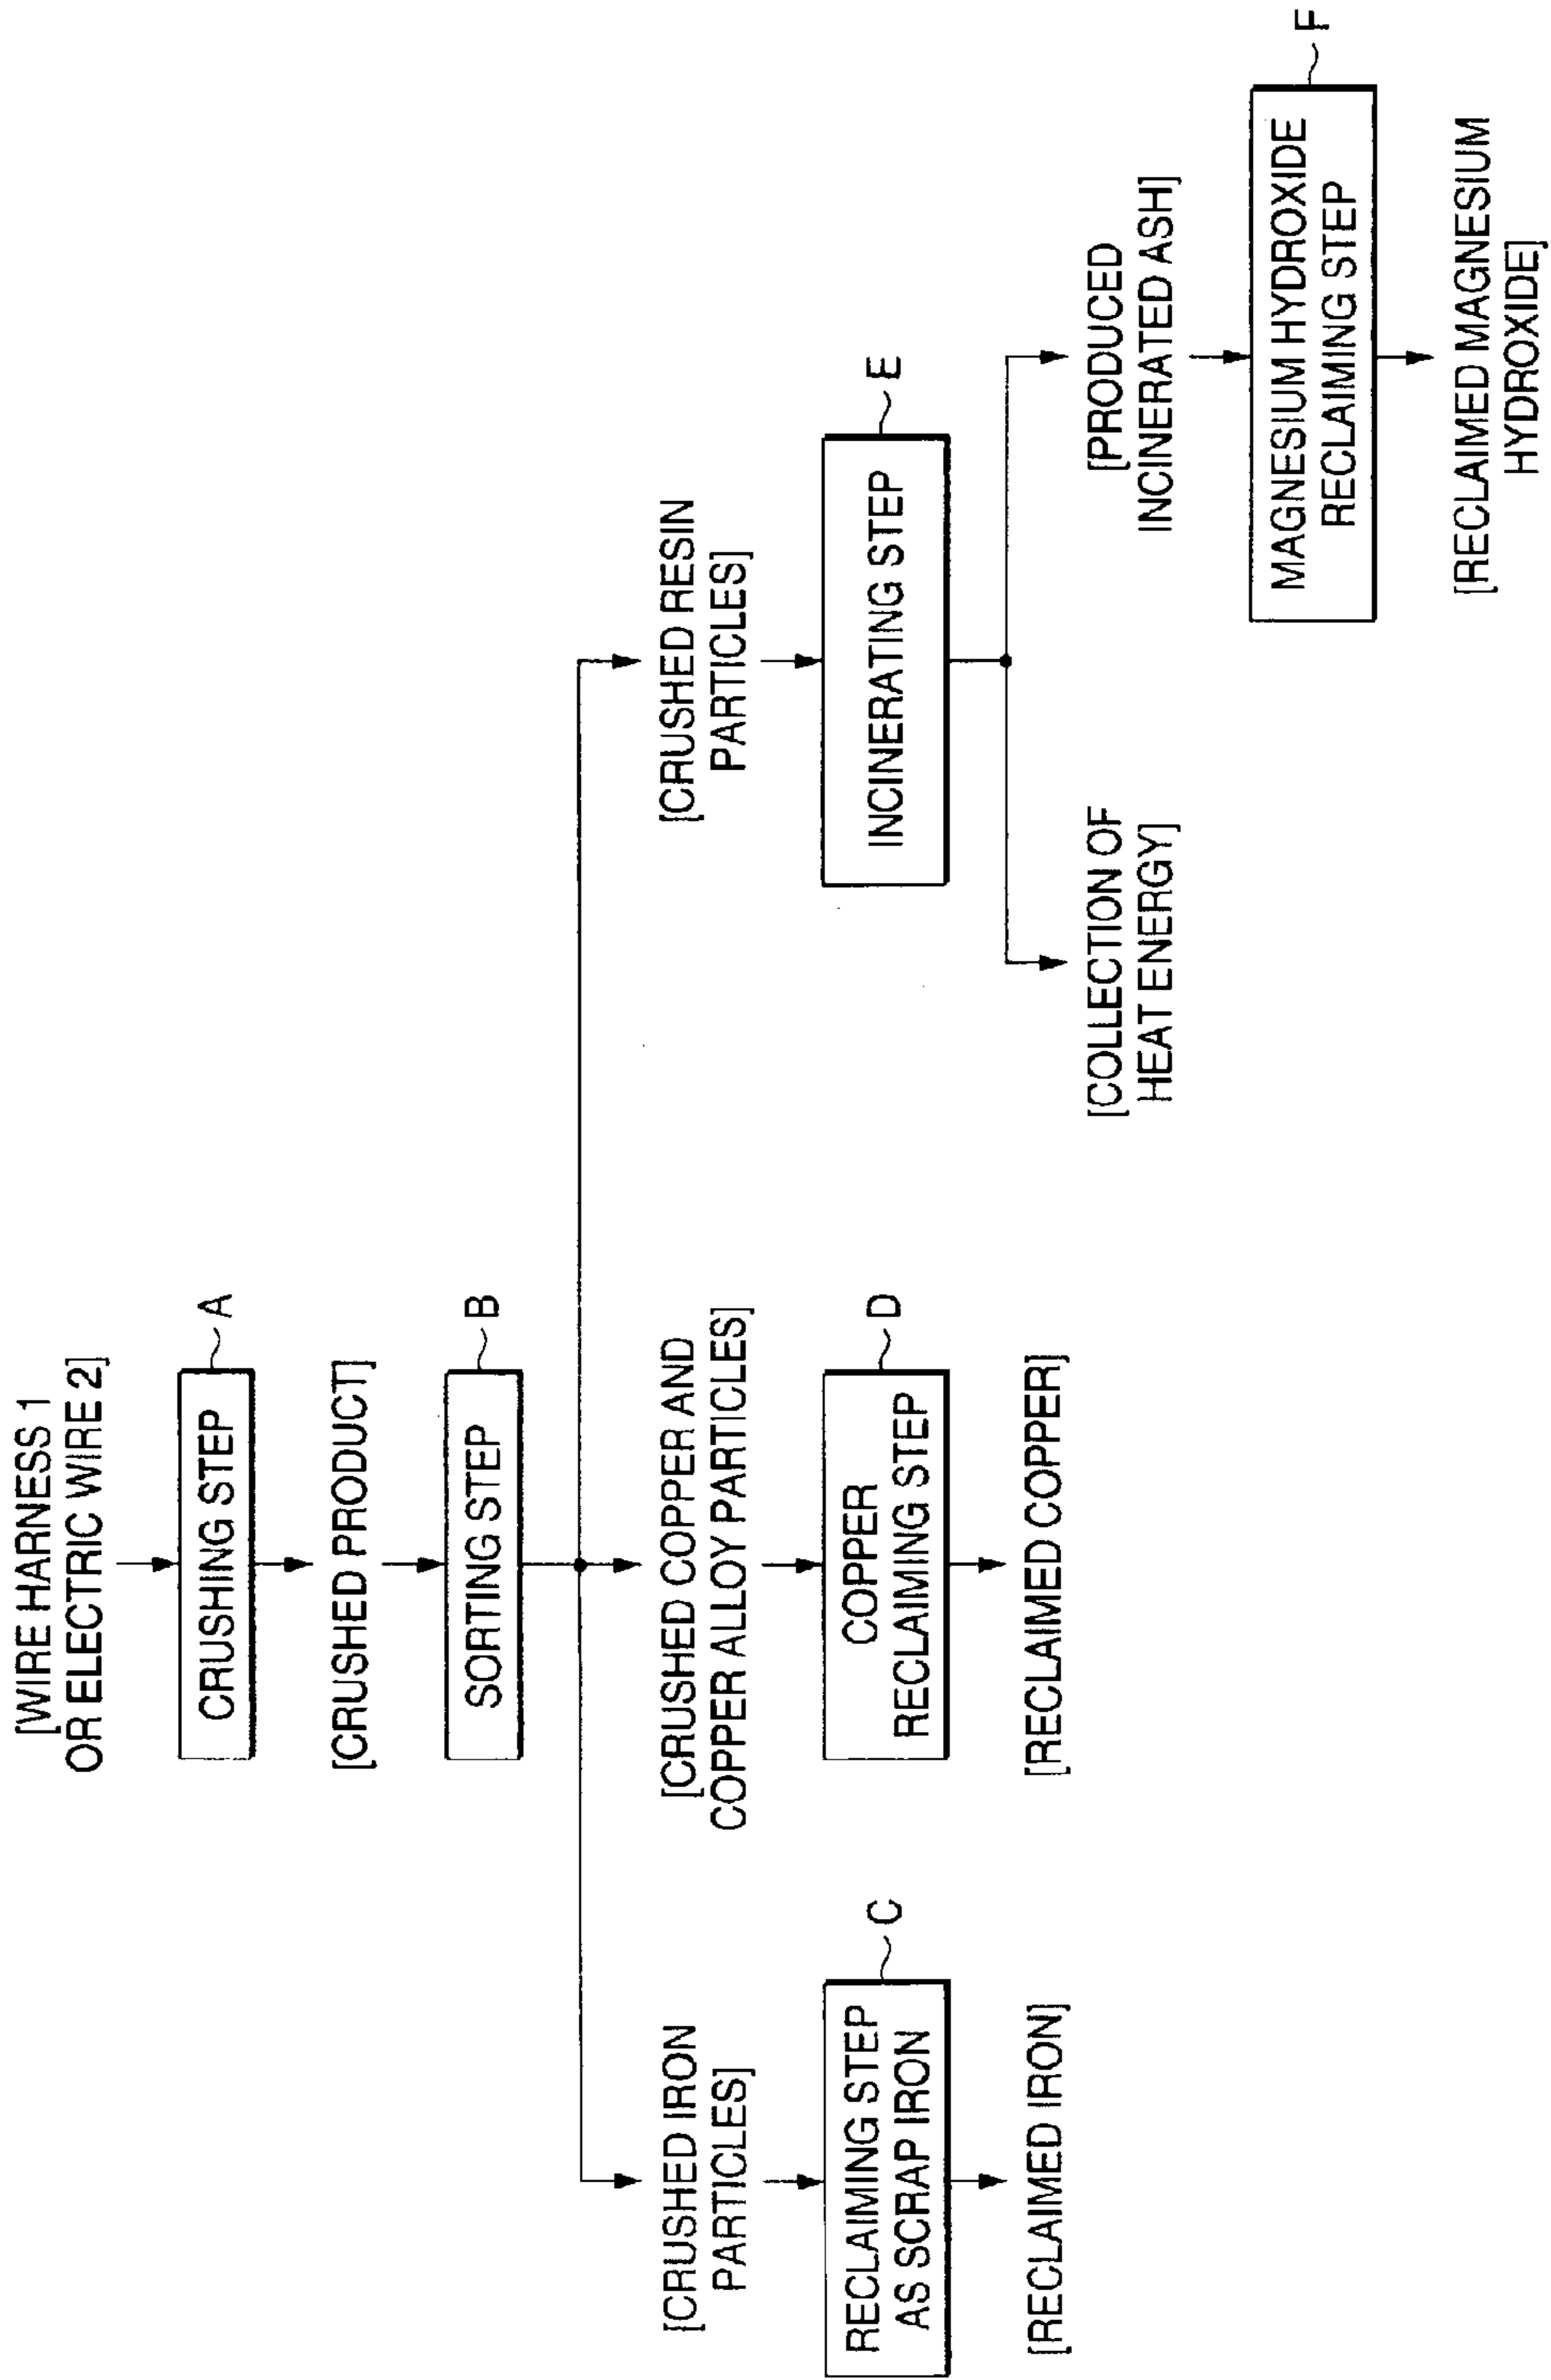 [WIRE HARNESS 1
OR ELECTRIC WIRE 2]
CRUSHING STEP
A
[CRUSHED PRODUCT]
SORTING STEP
B
[CRUSHED IRON
PARTICLES]
[CRUSHED COPPER AND
COPPER ALLOY PARTICLES]
[CRUSHED RESIN
PARTICLES]
RECLAIMING STEP
AS SCRAP IRON
C
COPPER
RECLAIMING STEP
D
INCINERATING STEP
E
[RECLAIMED IRON]
[RECLAIMED COPPER]
[COLLECTION OF
HEAT ENERGY]
[PRODUCED
INCINERATED ASH]
MAGNESIUM HYDROXIDE
RECLAIMING STEP
F
[RECLAIMED MAGNESIUM
HYDROXIDE]